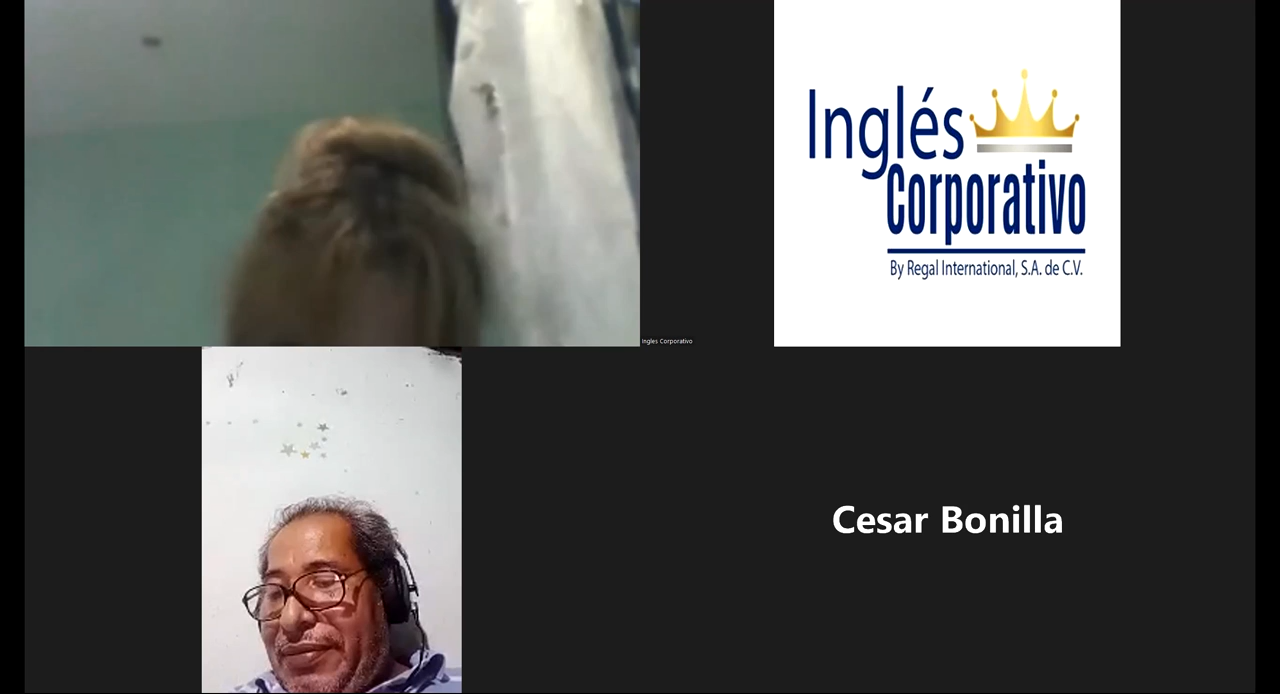 Inglés
Corporativo
By Regal International, S.A. de C.V.
Ingles Corporativo
Cesar Bonilla